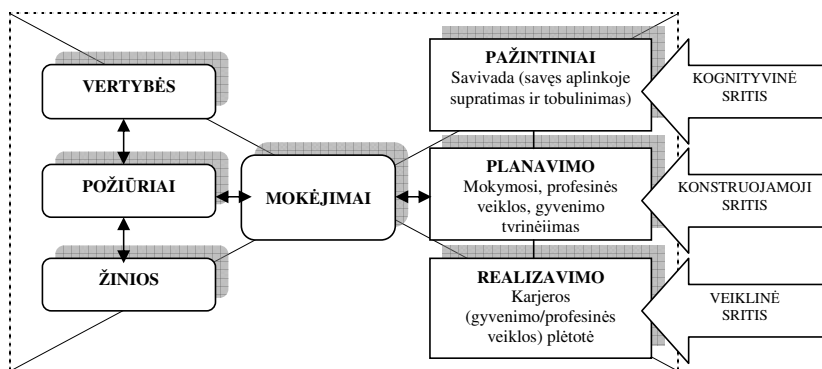 VERTYBĖS
POŽIŪRIAI
ŽINIOS
MOKĖJIMAI
PAŽINTINIAI
Savivada (savęs aplinkoje
supratimas ir tobulinimas)
PLANAVIMO
Mokymosi, profesinės
veiklos, gyvenimo
tvrinėjimas
REALIZAVIMO
Karjeros
(gyvenimo/profesinės
veiklos) plėtotė
KOGNITYVINĖ
SRITIS
KONSTRUOJAMOJI
SRITIS
VEIKLINĖ
SRITIS